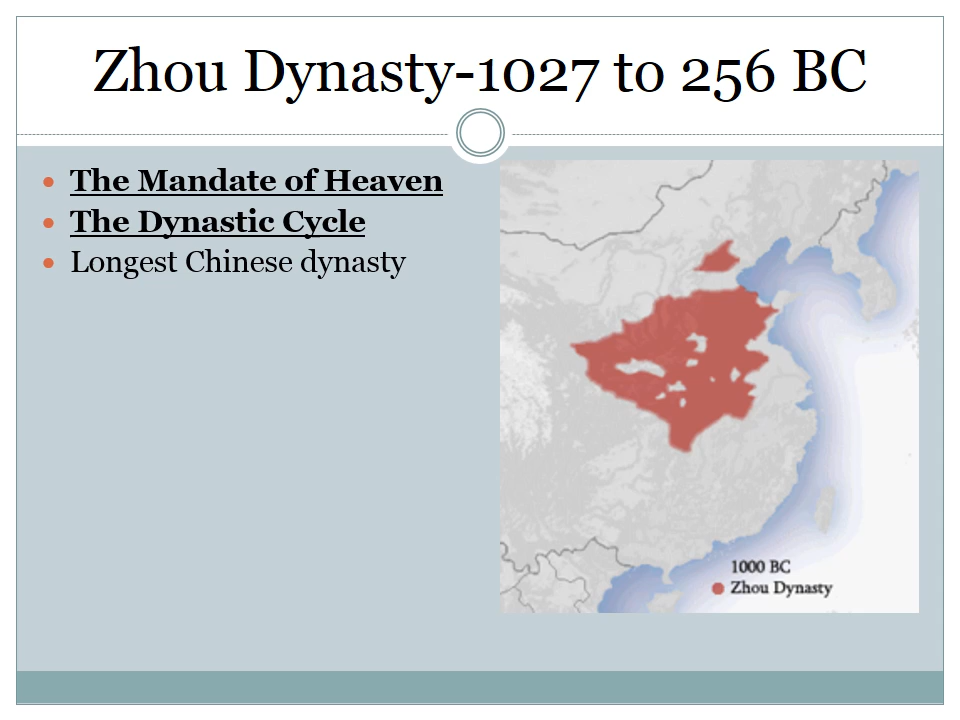 Zhou Dynasty-1027 to 256 BC
The Mandate of Heaven
The Dynastic Cycle
Longest Chinese dynasty
1000 BC
Zhou Dynasty